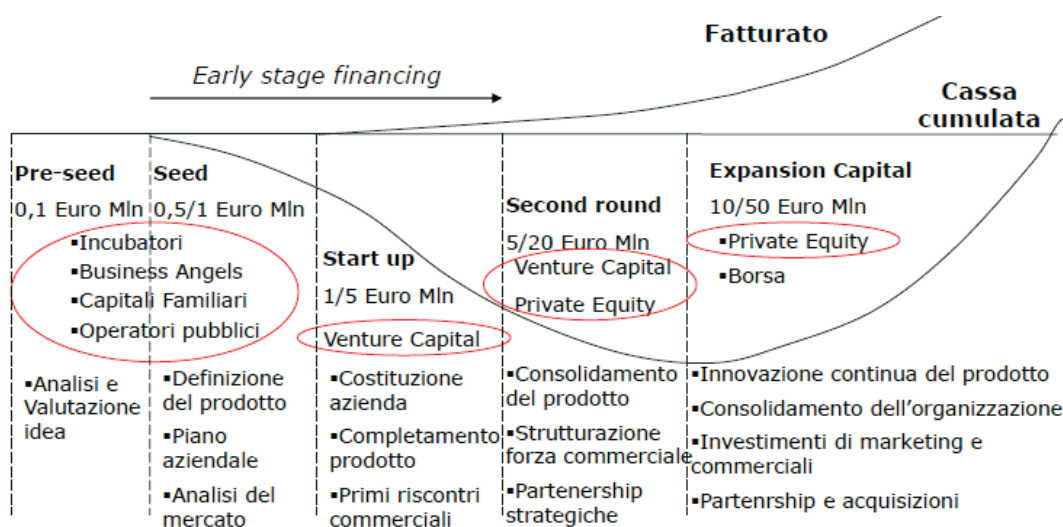 Fatturato
Early stage financing
Cassa
cumulata
Pre-seed
0,1 Euro Mln
Seed
0,5/1 Euro Mln
▪Incubatori
▪Business Angels
▪Capitali Familiari
▪Operatori pubblici
Start up
1/5 Euro Mln
Venture Capital
Second round
5/20 Euro Mln
Venture Capital
Private Equity
Expansion Capital
10/50 Euro Mln
▪Private Equity
▪Borsa
▪Analisi e
Valutazione
idea
▪Definizione
del prodotto
▪Piano
aziendale
▪Analisi del
mercato
▪Costituzione
azienda
▪Completamento
prodotto
▪Primi riscontri
commerciali
▪Consolidamento
del prodotto
▪Strutturazione
forza commerciale
▪Partenership
strategiche
▪Innovazione continua del prodotto
▪Consolidamento dell'organizzazione
▪Investimenti di marketing e
commerciali
▪Partenrship e acquisizioni